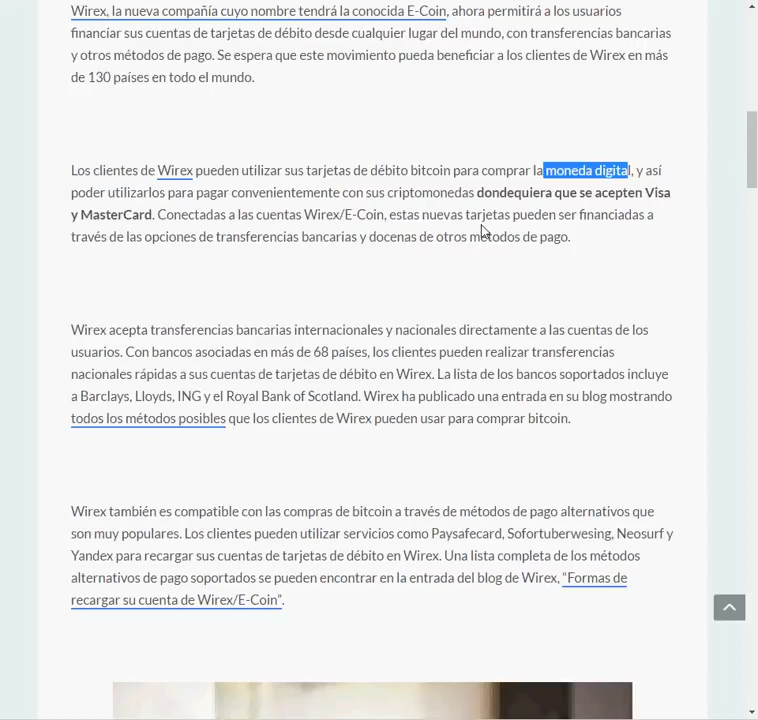 Wirex, la nueva compañía cuyo nombre tendrá la conocida E-Coin, ahora permitirá a los usuarios
financiar sus cuentas de tarjetas de débito desde cualquier lugar del mundo, con transferencias bancarias
y otros métodos de pago. Se espera que este movimiento pueda beneficiar a los clientes de Wirex en más
de 130 países en todo el mundo.
Los clientes de Wirex pueden utilizar sus tarjetas de débito bitcoin para comprar la moneda digital, y así
poder utilizarlos para pagar convenientemente con sus criptomonedas dondequiera que se acepten Visa
y MasterCard. Conectadas a las cuentas Wirex/E-Coin, estas nuevas tarjetas pueden ser financiadas a
través de las opciones de transferencias bancarias y docenas de otros métodos de pago.
Wirex acepta transferencias bancarias internacionales y nacionales directamente a las cuentas de los
usuarios. Con bancos asociadas en más de 68 países, los clientes pueden realizar transferencias
nacionales rápidas a sus cuentas de tarjetas de débito en Wirex. La lista de los bancos soportados incluye
a Barclays, Lloyds, ING y el Royal Bank of Scotland. Wirex ha publicado una entrada en su blog mostrando
todos los métodos posibles que los clientes de Wirex pueden usar para comprar bitcoin.
Wirex también es compatible con las compras de bitcoin a través de métodos de pago alternativos que
son muy populares. Los clientes pueden utilizar servicios como Paysafecard, Sofortuberwesing, Neosurf y
Yandex para recargar sus cuentas de tarjetas de débito en Wirex. Una lista completa de los métodos
alternativos de pago soportados se pueden encontrar en la entrada del blog de Wirex, "Formas de
recargar su cuenta de Wirex/E-Coin".